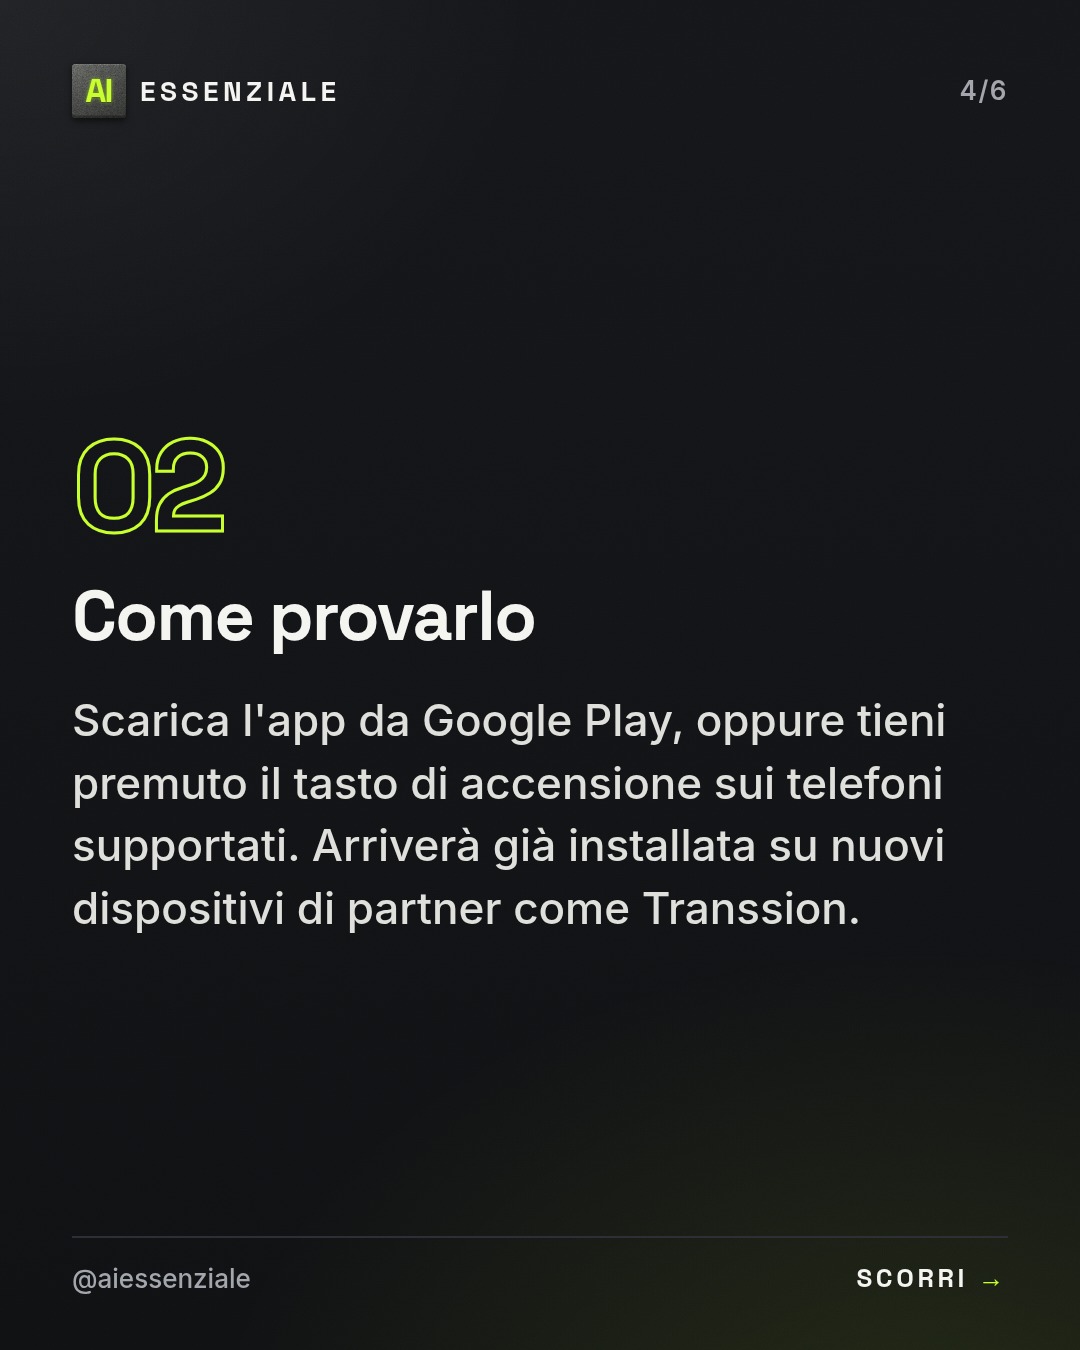 AI ESSENZIALE
4/6
02
Come provarlo
Scarica l'app da Google Play, oppure tieni
premuto il tasto di accensione sui telefoni
supportati. Arriverà già installata su nuovi
dispositivi di partner come Transsion.
@aiessenziale
SCORRI →